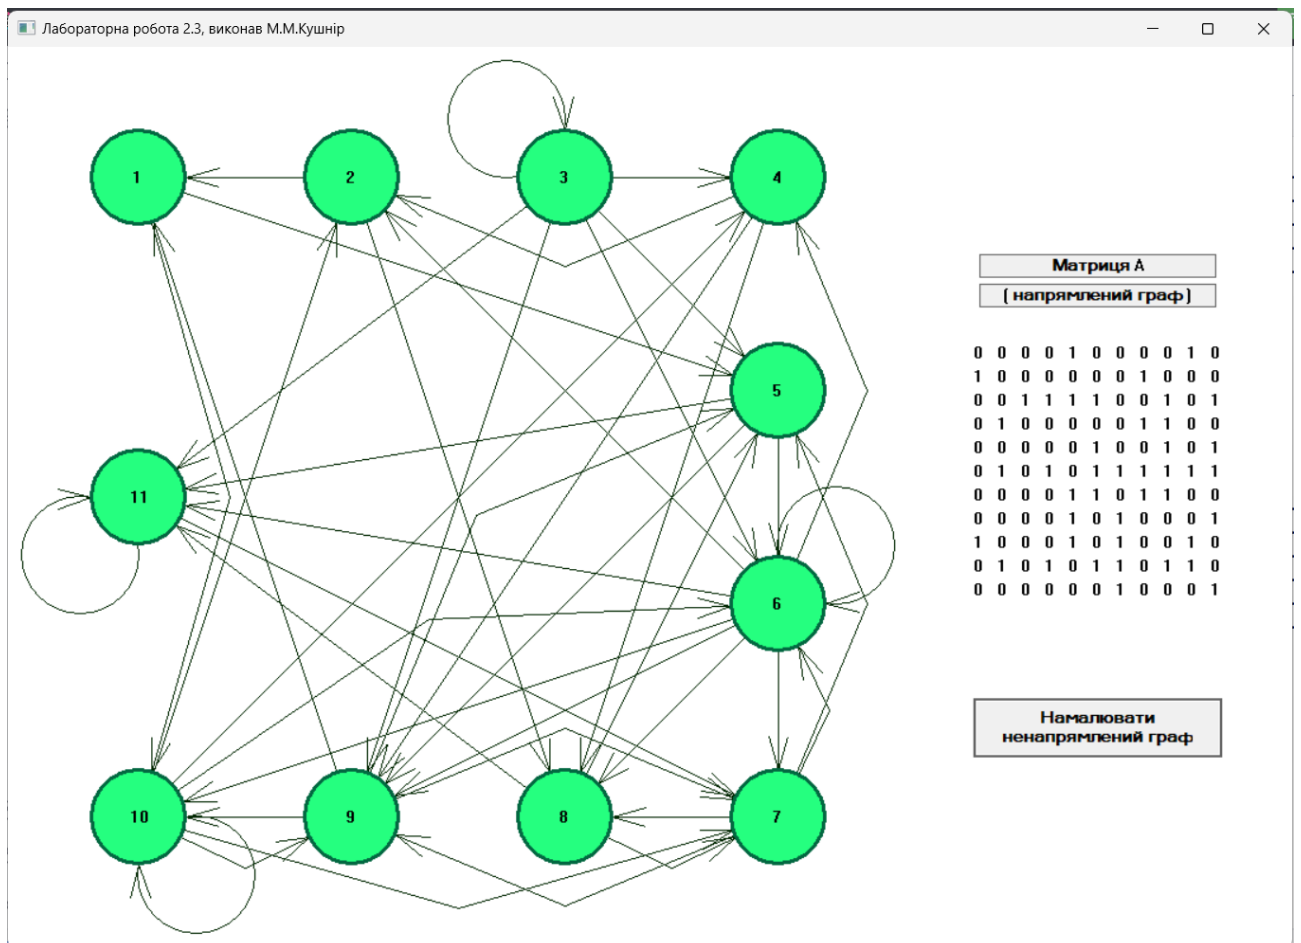 Лабораторна робота 2.3, виконав М.М.Кушнір
1 2 3 4
Матриця А
( напрямлений граф )
0 0 0 0 1 0 0 0 0 1 0
1 0 0 0 0 0 0 1 0 0 0
0 0 1 1 1 1 0 0 1 0 1
0 1 0 0 0 0 0 1 1 0 0
0 0 0 0 0 1 0 0 1 0 1
0 1 0 1 0 1 1 1 1 1 1
0 0 0 0 1 1 0 1 1 0 0
0 0 0 0 1 0 1 0 0 0 1
1 0 0 0 1 0 1 0 0 1 0
0 1 0 1 0 1 1 0 1 1 0
0 0 0 0 0 0 1 0 0 0 1
5
11
6
10 9 8 7
Намалювати
ненапрямлений граф